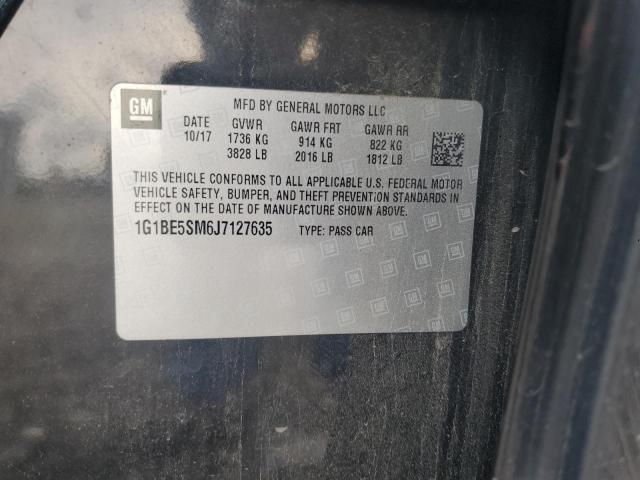 GM
MFD BY GENERAL MOTORS LLC
DATE GVWR GAWR FRT GAWR RR
10/17 1736 KG 914 KG 822 KG
3828 LB 2016 LB 1812 LB
THIS VEHICLE CONFORMS TO ALL APPLICABLE U.S. FEDERAL MOTOR
VEHICLE SAFETY, BUMPER, AND THEFT PREVENTION STANDARDS IN
EFFECT ON THE DATE OF MANUFACTURE SHOWN ABOVE.
1G1BE5SM6J7127635 TYPE: PASS CAR